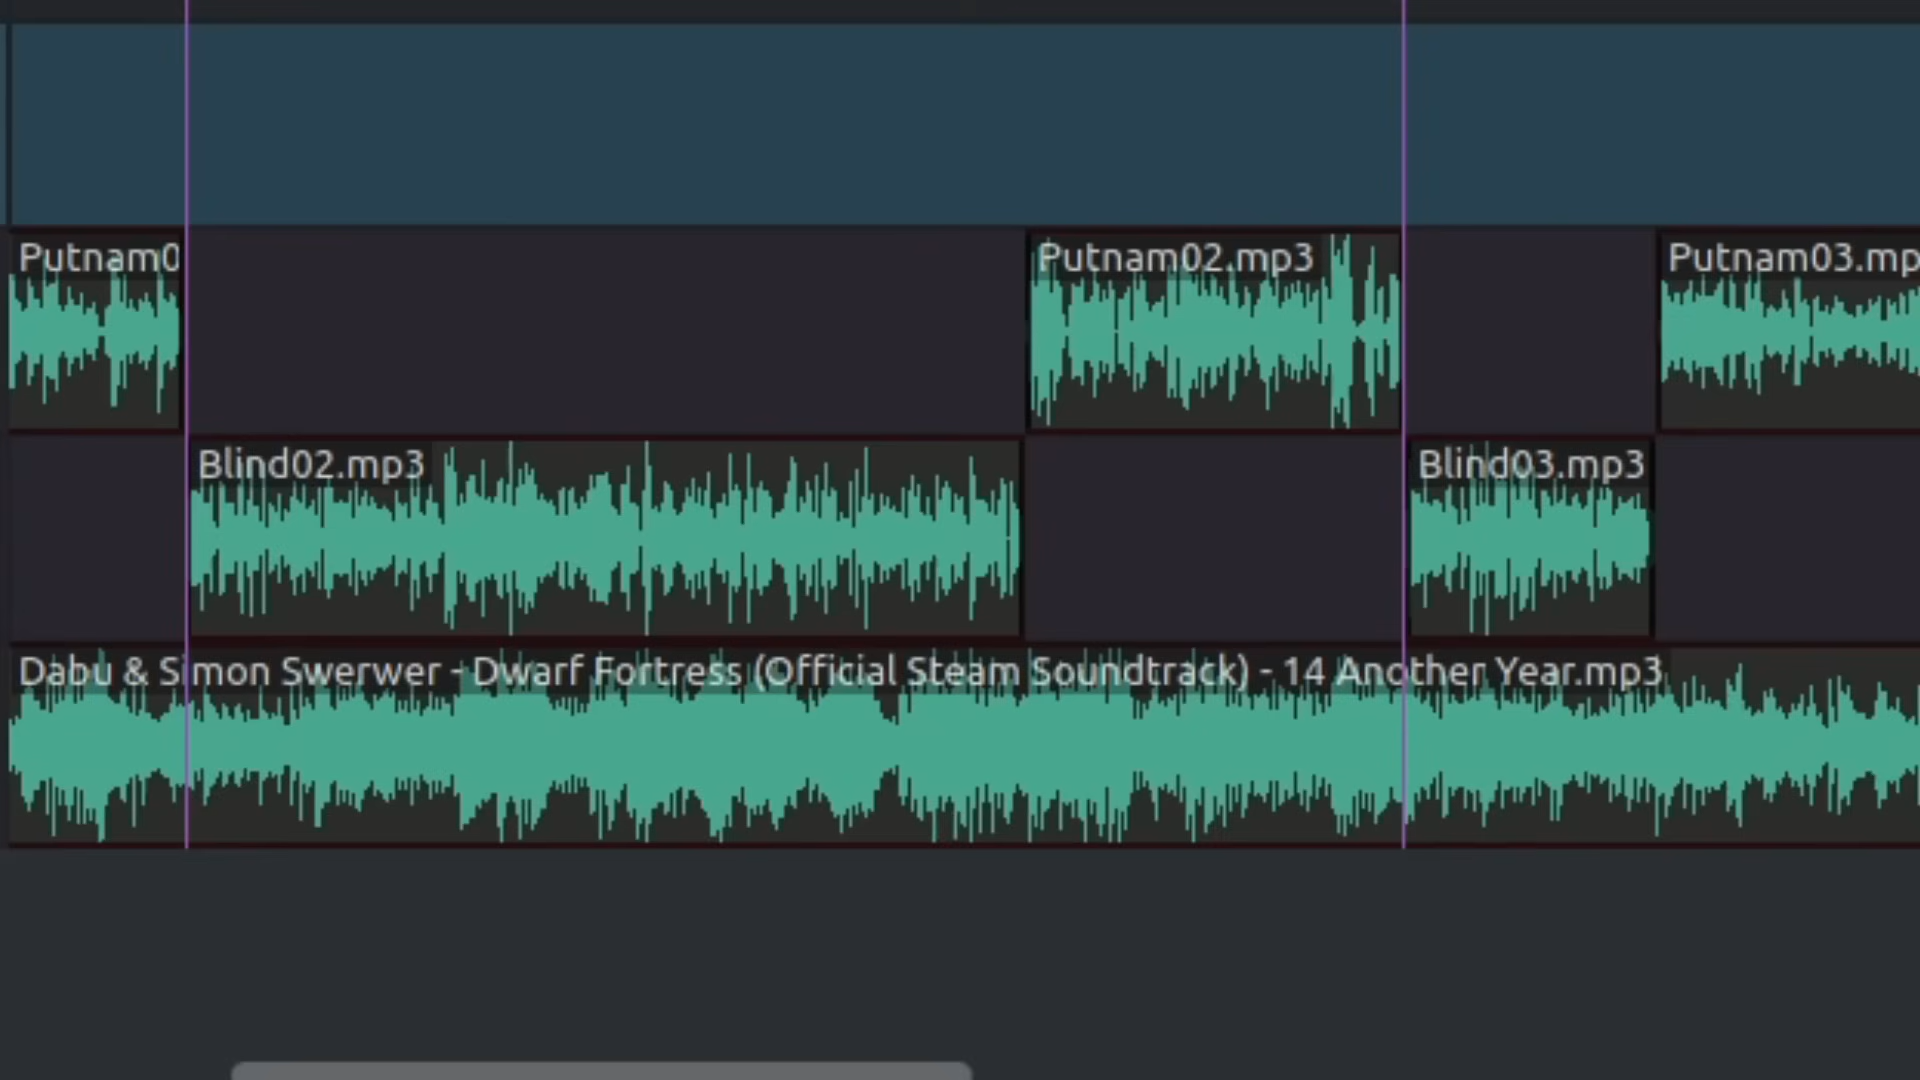 Putnam0
Putnam02.mp3
Putnam03.mp
Blind02.mp3
Blind03.mp3
Dabu & Simon Swerwer - Dwarf Fortress (Official Steam Soundtrack) - 14 Another Year.mp3